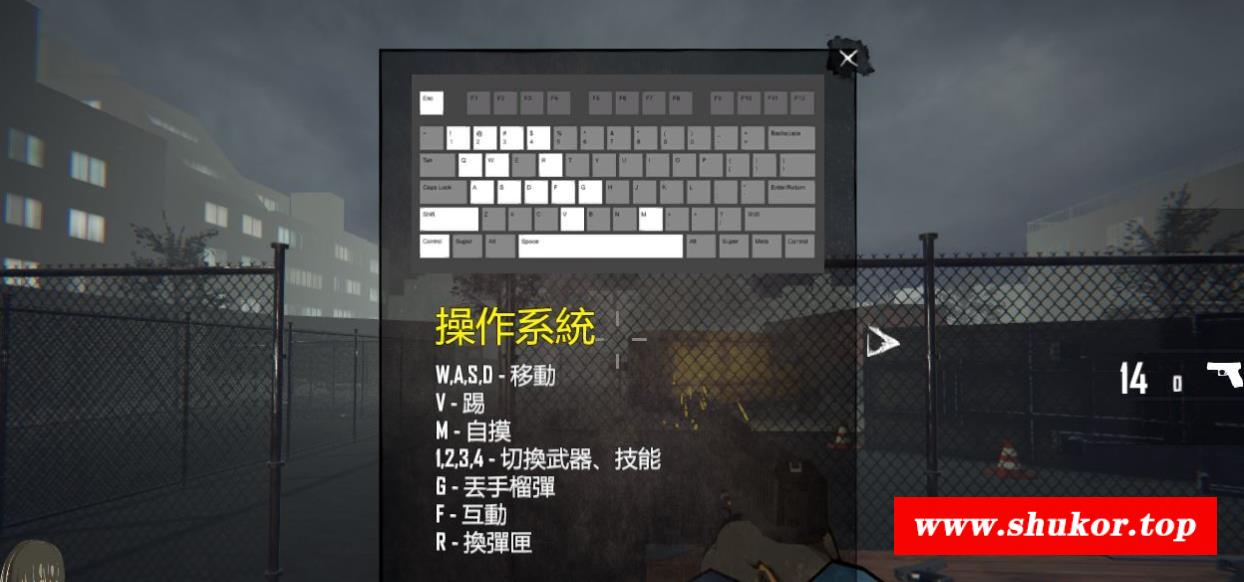 Esc F1 F2 F3 F4 F5 F6 F7 F8 F9 F10 F11 F12
~ ! 1 @ 2 # 3 $ 4 % 5 ^ 6 & 7 * 8 ( 9 ) 0 Backspace
Tab Q W E R T Y U I O P
Caps Lock A S D F G H J K L Enter/Return
Shift Z X C V B N M Shift
Control Super Alt Space Alt Super Meta Control
操作系統
W,A,S,D - 移動
V - 踢
M - 自摸
1,2,3,4 - 切換武器、技能
G - 丟手榴彈
F - 互動
R - 換彈匣
14 0
www.shukor.top